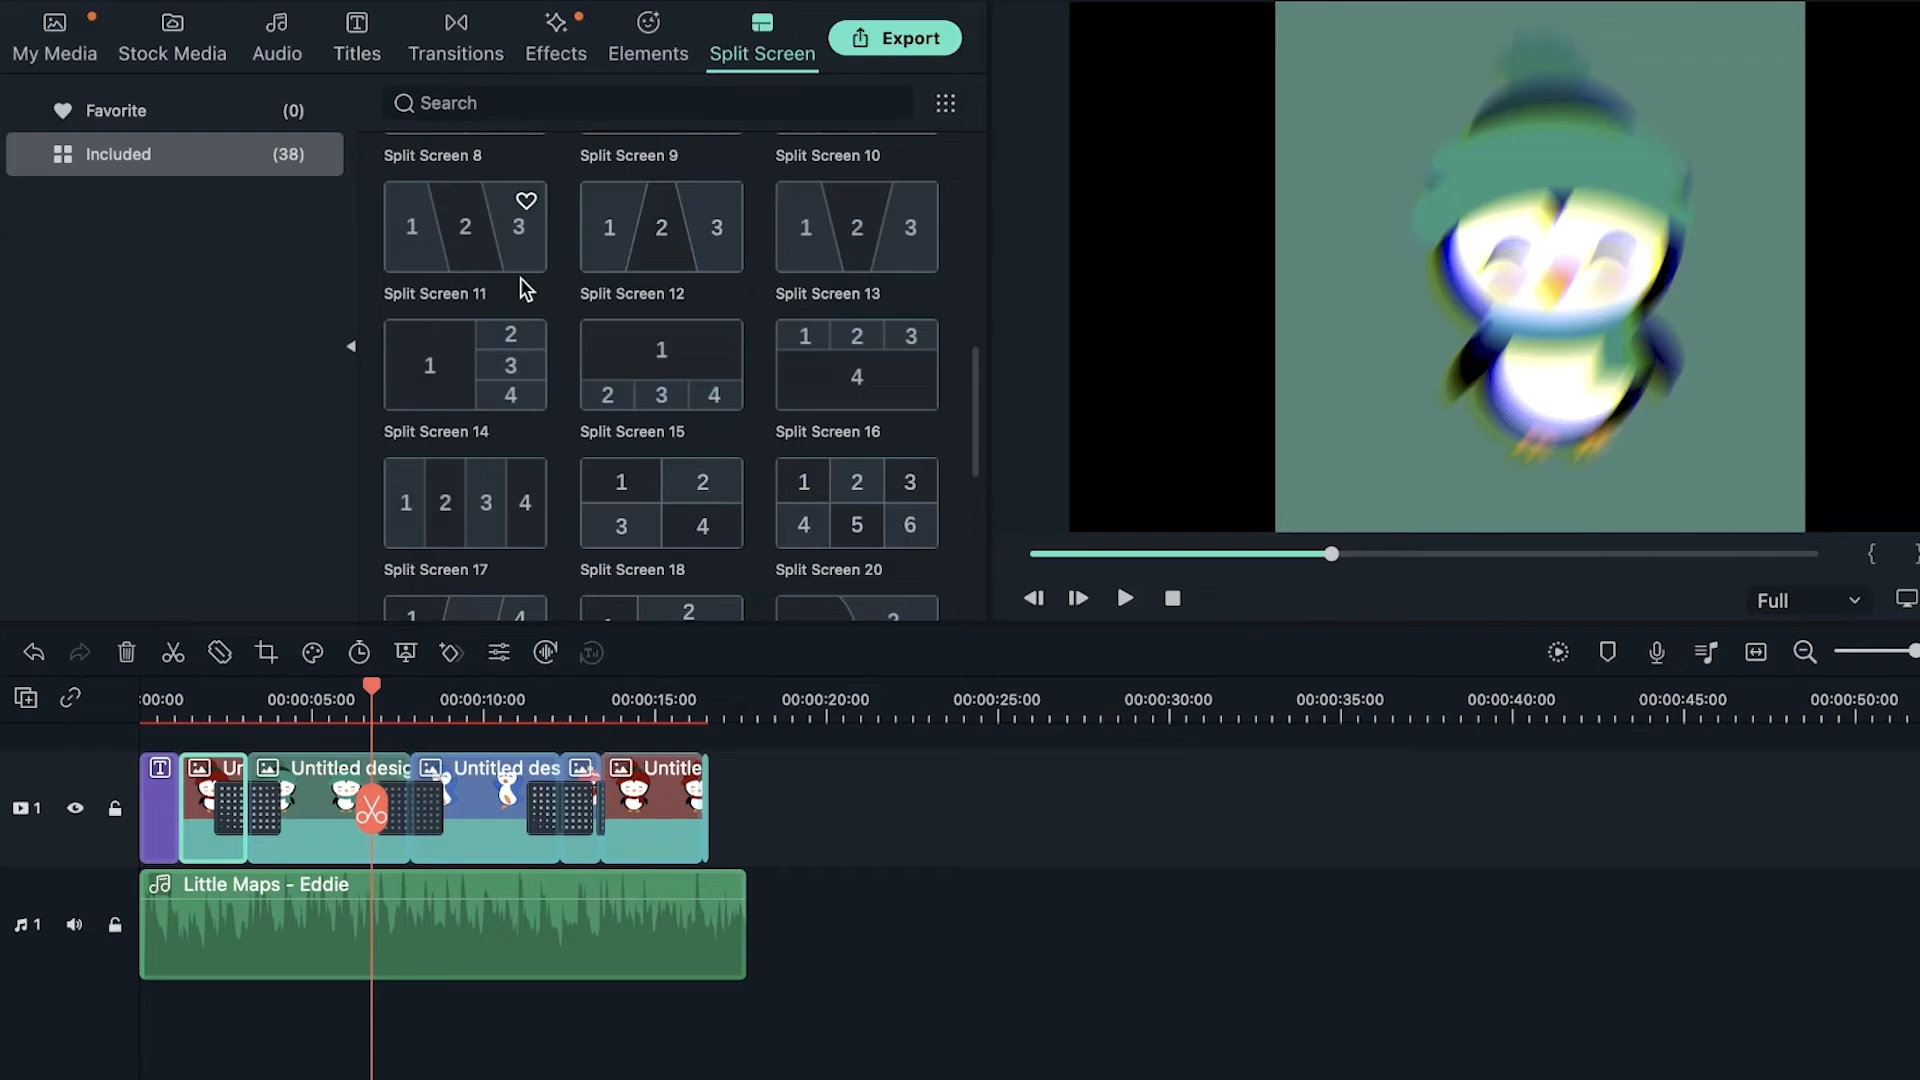 My Media
Stock Media
Audio
Titles
Transitions
Effects
Elements
Split Screen
Export
Favorite (0)
Included (38)
Search
Split Screen 8
Split Screen 9
Split Screen 10
1 2 3
1 2 3
1 2 3
Split Screen 11
Split Screen 12
Split Screen 13
1 2 3 4
1 2 3 4
1 2 3 4
Split Screen 14
Split Screen 15
Split Screen 16
1 2 3 4
1 2 3 4
1 2 3 4 5 6
Split Screen 17
Split Screen 18
Split Screen 20
1 4
2
Full
:00:00
00:00:05:00
00:00:10:00
00:00:15:00
00:00:20:00
00:00:25:00
00:00:30:00
00:00:35:00
00:00:40:00
00:00:45:00
00:00:50:00
T
Ur
Untitled desig
Untitled des
Untitle
1
Little Maps - Eddie
1